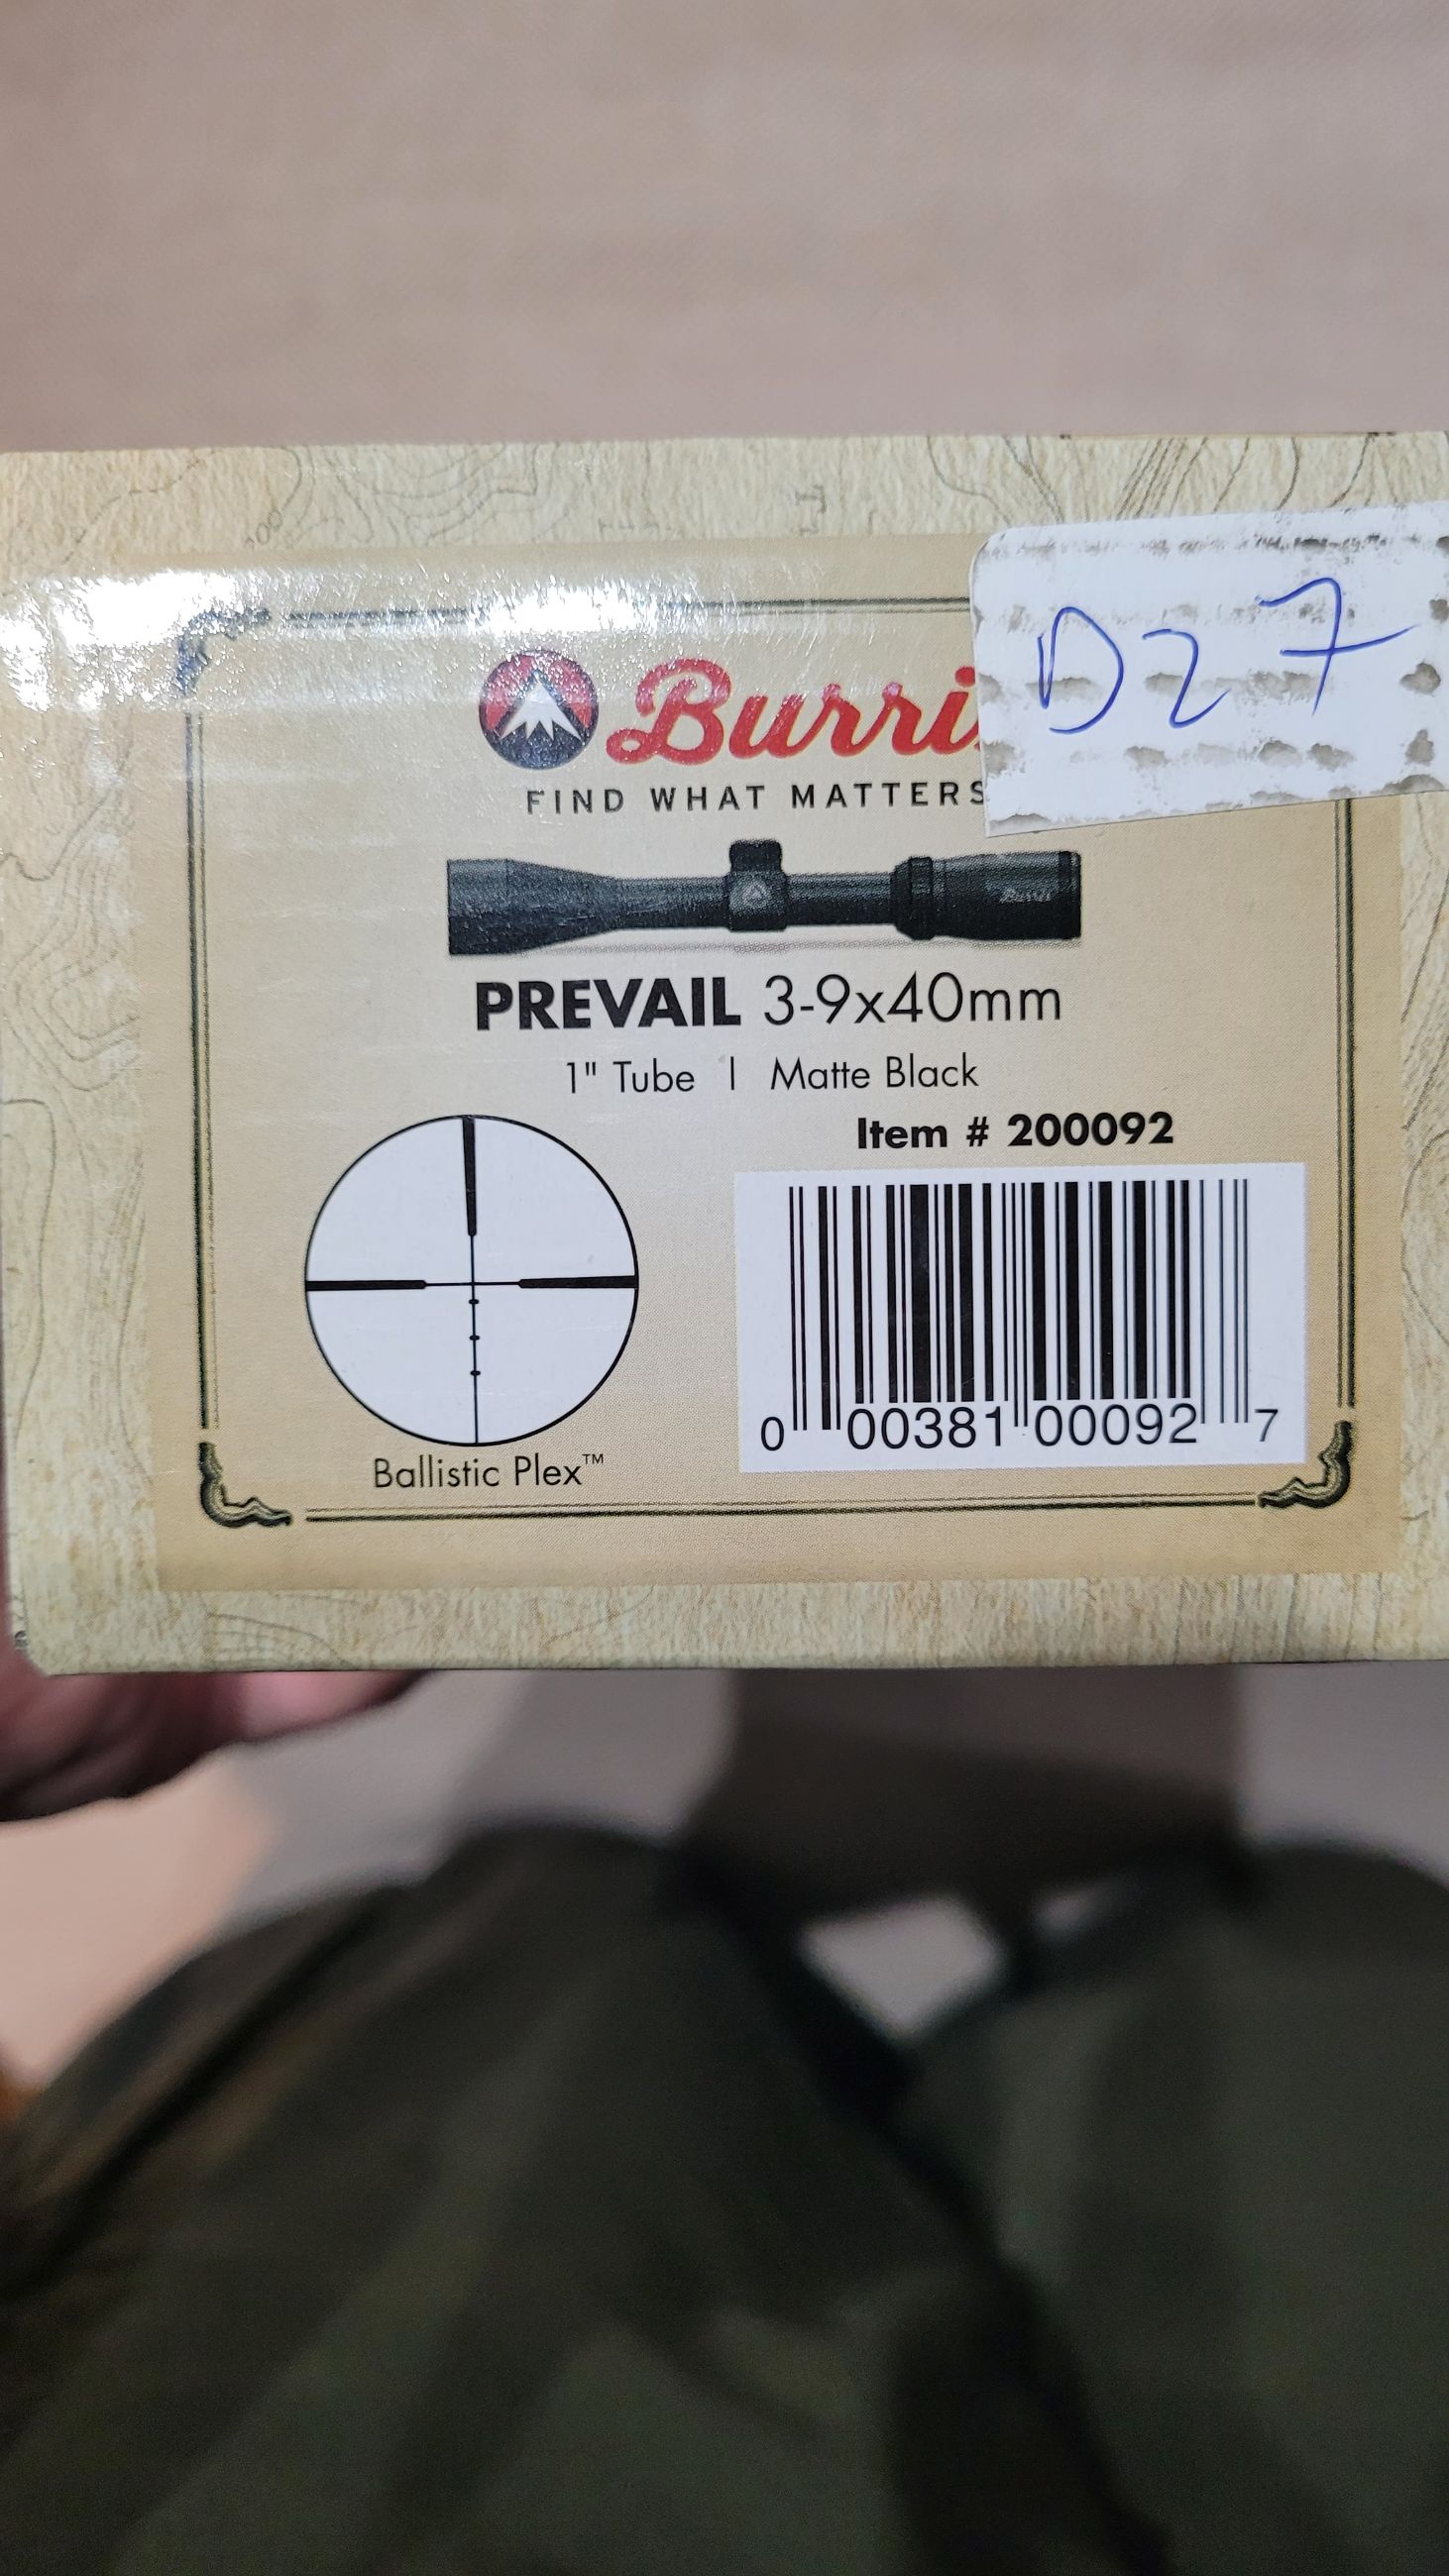 D27
Burri
FIND WHAT MATTERS
PREVAIL 3-9x40mm
1" Tube | Matte Black
Item # 200092
0 00381 00092 7
Ballistic Plex™